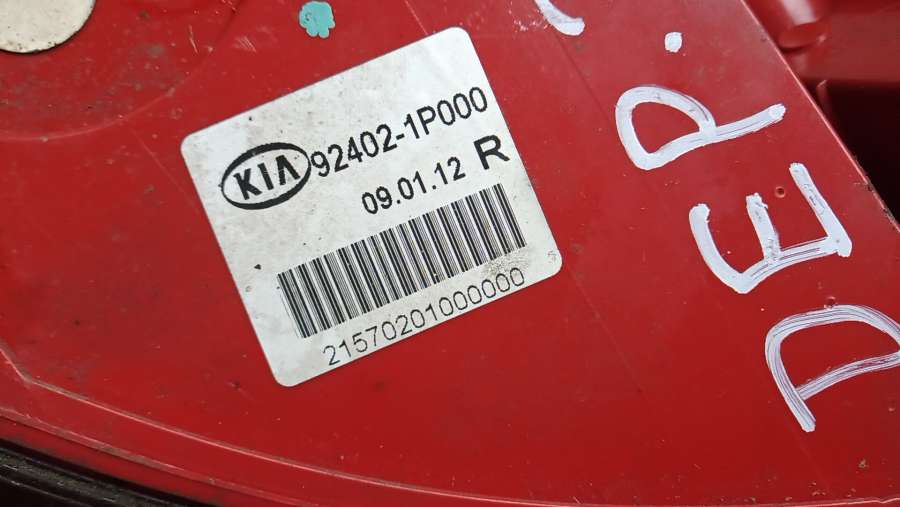 KIA 92402-1P000
09.01.12 R
21570201000000
DEP.